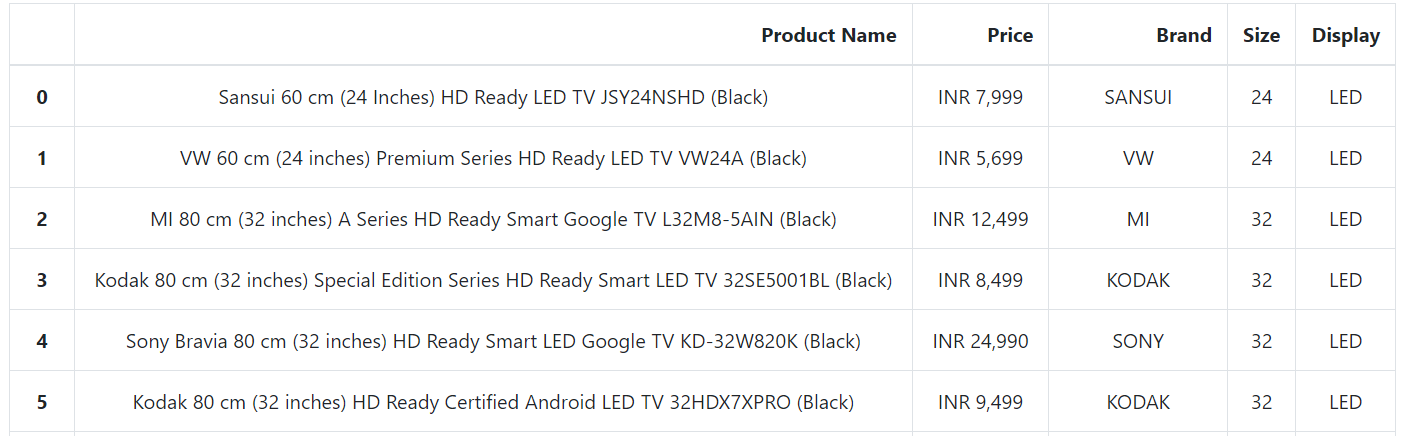 Product Name Price Brand Size Display
0 Sansui 60 cm (24 Inches) HD Ready LED TV JSY24NSHD (Black) INR 7,999 SANSUI 24 LED
1 VW 60 cm (24 inches) Premium Series HD Ready LED TV VW24A (Black) INR 5,699 VW 24 LED
2 MI 80 cm (32 inches) A Series HD Ready Smart Google TV L32M8-5AIN (Black) INR 12,499 MI 32 LED
3 Kodak 80 cm (32 inches) Special Edition Series HD Ready Smart LED TV 32SE5001BL (Black) INR 8,499 KODAK 32 LED
4 Sony Bravia 80 cm (32 inches) HD Ready Smart LED Google TV KD-32W820K (Black) INR 24,990 SONY 32 LED
5 Kodak 80 cm (32 inches) HD Ready Certified Android LED TV 32HDX7XPRO (Black) INR 9,499 KODAK 32 LED